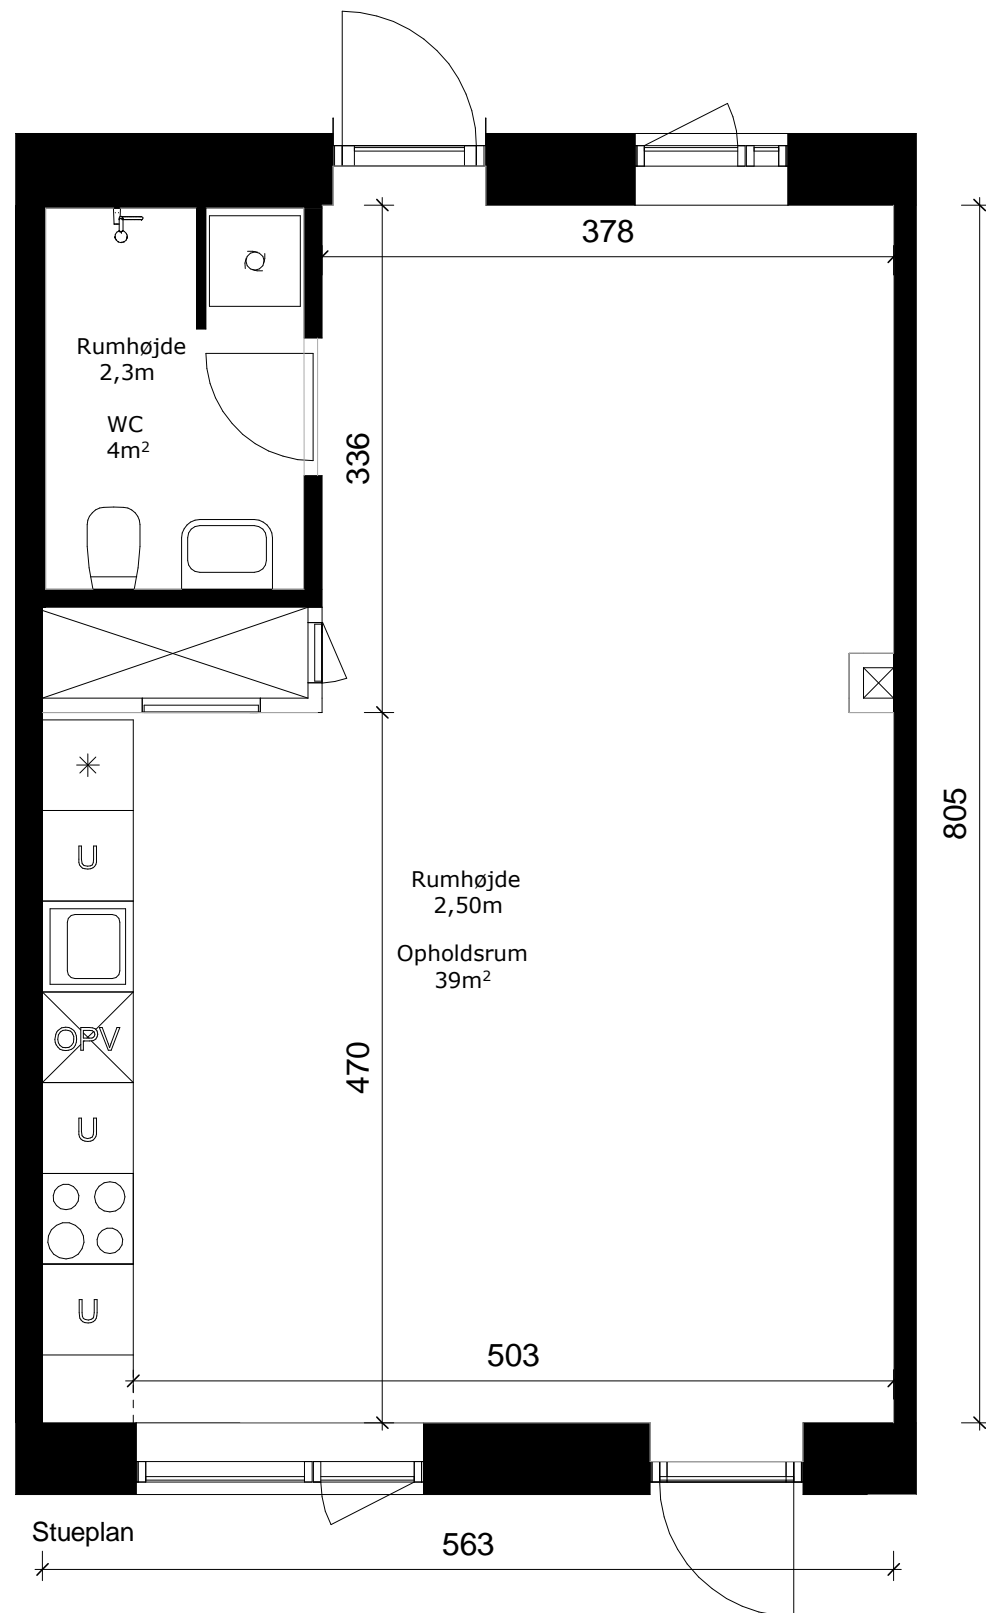 378
Rumhøjde
2,3m
WC
4m²
336
805
U
Rumhøjde
2,50m
Opholdsrum
39m²
OPV
470
U
U
503
Stueplan
563